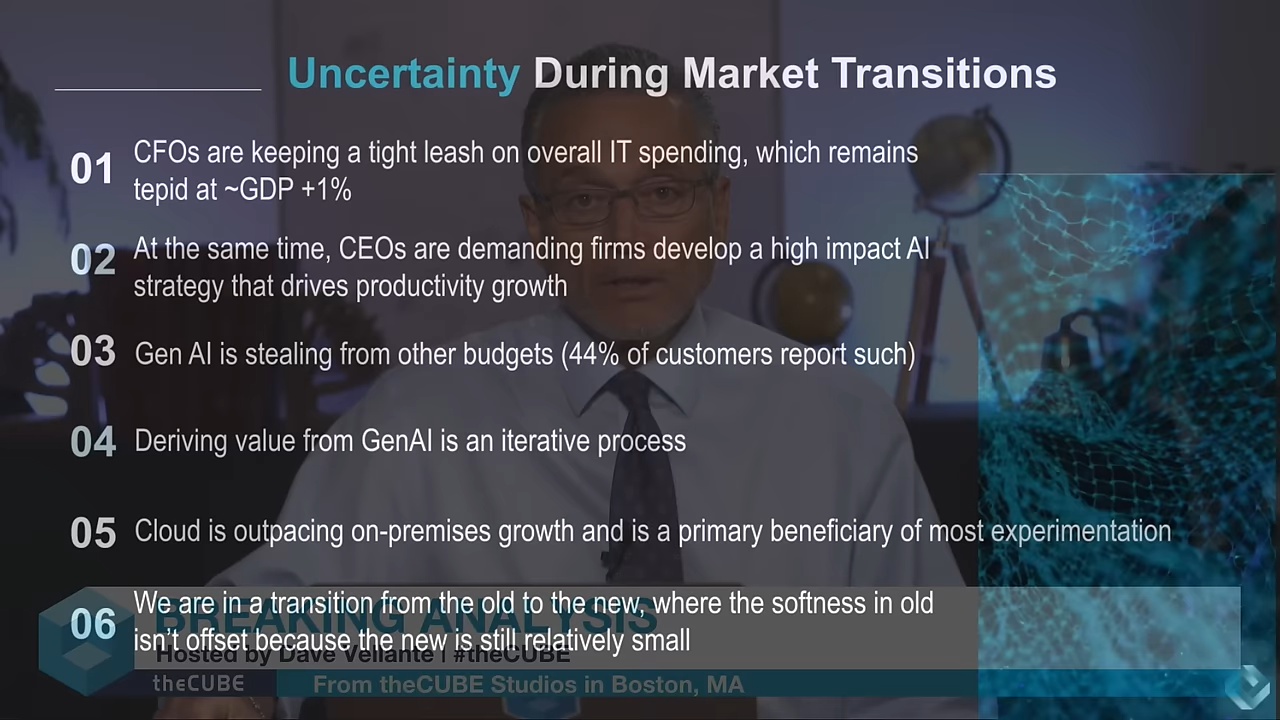 Uncertainty During Market Transitions
01
CFOs are keeping a tight leash on overall IT spending, which remains
tepid at ~GDP +1%
02
At the same time, CEOs are demanding firms develop a high impact AI
strategy that drives productivity growth
03
Gen AI is stealing from other budgets (44% of customers report such)
04
Deriving value from GenAI is an iterative process
05
Cloud is outpacing on-premises growth and is a primary beneficiary of most experimentation
06
We are in a transition from the old to the new, where the softness in old
isn't offset because the new is still relatively small
BREAKING ANALYSIS
Hosted by Dave Vellante | #theCUBE
theCUBE
From theCUBE Studios in Boston, MA